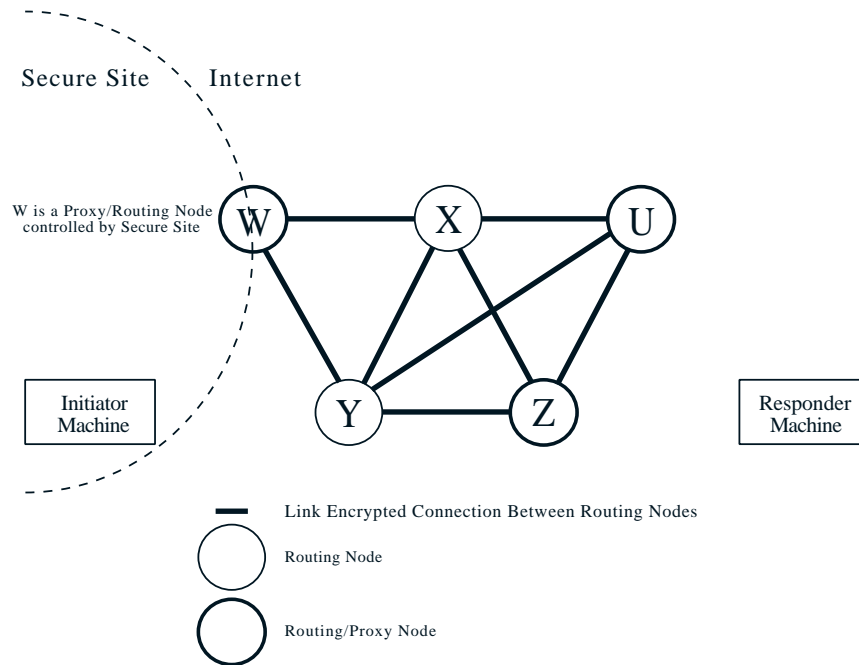 Secure Site
Internet
W is a Proxy/Routing Node
controlled by Secure Site
W
X
U
Y
Z
Initiator
Machine
Responder
Machine
Link Encrypted Connection Between Routing Nodes
Routing Node
Routing/Proxy Node